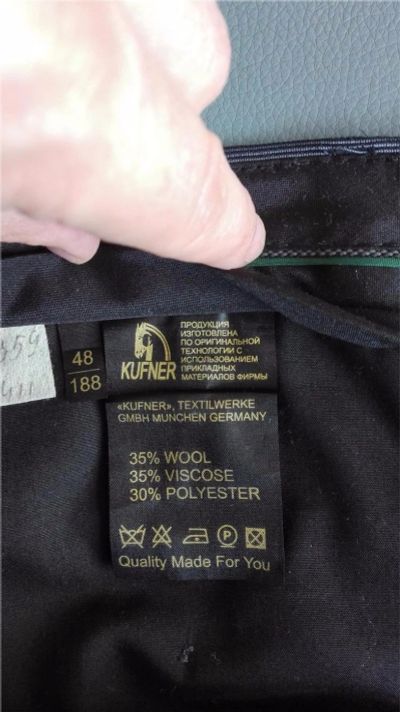 354
48
188
KUFNER
ПРОДУКЦИЯ
ИЗГОТОВЛЕНА
ПО ОРИГИНАЛЬНОЙ
ТЕХНОЛОГИИ С
ИСПОЛЬЗОВАНИЕМ
ПРИКЛАДНЫХ
МАТЕРИАЛОВ ФИРМЫ
«KUFNER», TEXTILWERKE
GMBH MUNCHEN GERMANY
35% WOOL
35% VISCOSE
30% POLYESTER
P
Quality Made For You